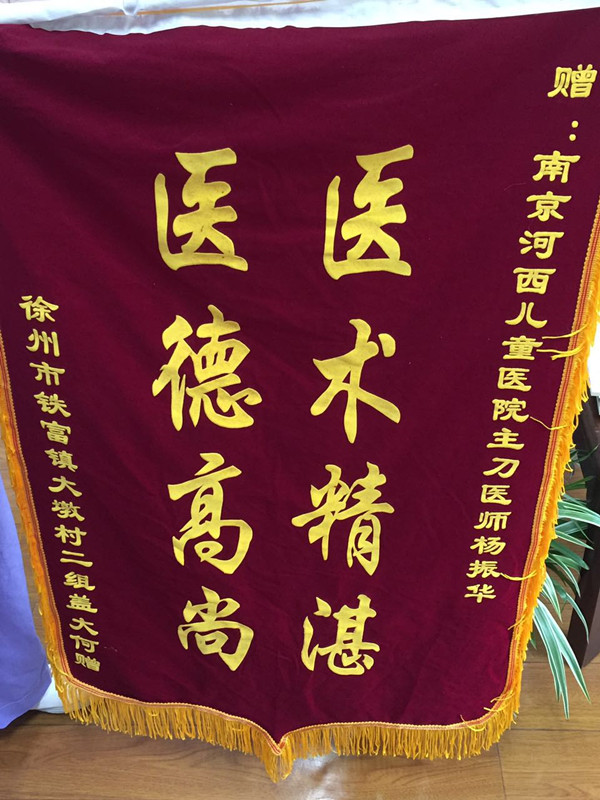 赠：南京河西儿童医院主刀医师杨振华
医术精湛
医德高尚
徐州市铁富镇大墩村二组盖大何赠